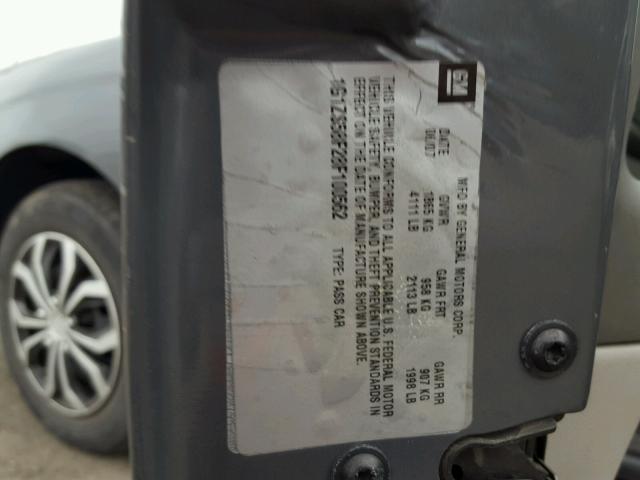 GM
MFD BY GENERAL MOTORS CORP.
DATE GVWR GAWR FRT GAWR RR
06/07 1865 KG 958 KG 907 KG
4111 LB 2113 LB 1998 LB
THIS VEHICLE CONFORMS TO ALL APPLICABLE U.S. FEDERAL MOTOR
VEHICLE SAFETY, BUMPER, AND THEFT PREVENTION STANDARDS IN
EFFECT ON THE DATE OF MANUFACTURE SHOWN ABOVE.
1G1ZJ58F28F100562 TYPE: PASS CAR